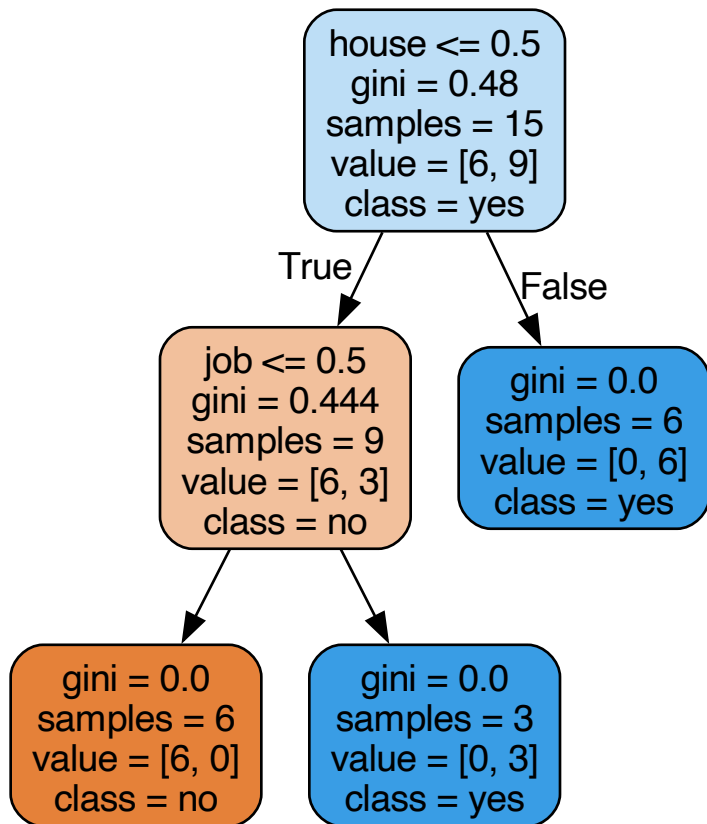 house <= 0.5
gini = 0.48
samples = 15
value = [6, 9]
class = yes
True
False
job <= 0.5
gini = 0.444
samples = 9
value = [6, 3]
class = no
gini = 0.0
samples = 6
value = [0, 6]
class = yes
gini = 0.0
samples = 6
value = [6, 0]
class = no
gini = 0.0
samples = 3
value = [0, 3]
class = yes